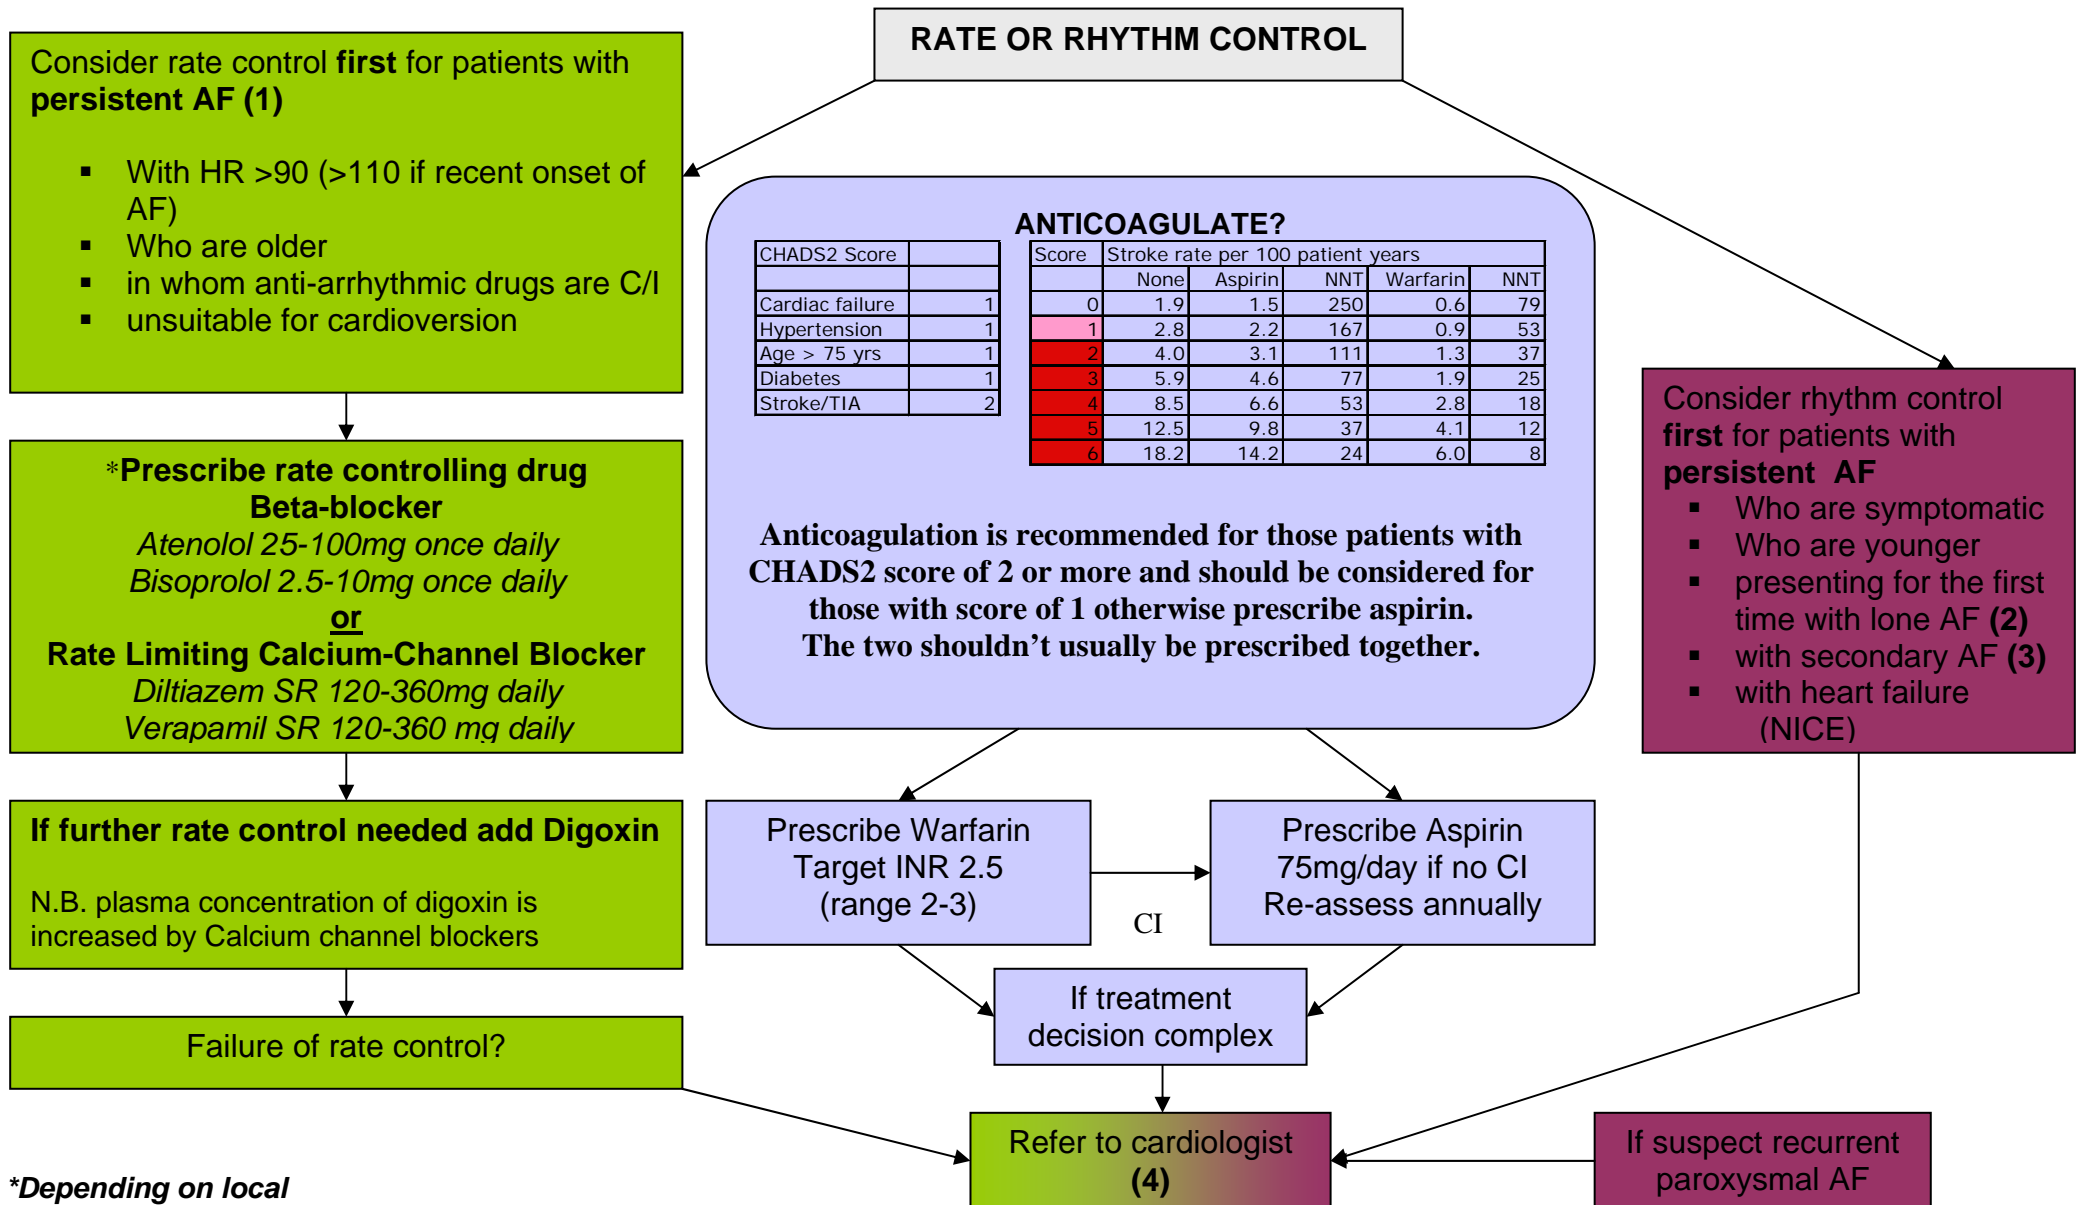 RATE OR RHYTHM CONTROL
Consider rate control first for patients with
persistent AF (1)
▪ With HR >90 (>110 if recent onset of
AF)
▪ Who are older
▪ in whom anti-arrhythmic drugs are C/I
▪ unsuitable for cardioversion
*Prescribe rate controlling drug
Beta-blocker
Atenolol 25-100mg once daily
Bisoprolol 2.5-10mg once daily
or
Rate Limiting Calcium-Channel Blocker
Diltiazem SR 120-360mg daily
Verapamil SR 120-360 mg daily
If further rate control needed add Digoxin
N.B. plasma concentration of digoxin is
increased by Calcium channel blockers
Failure of rate control?
*Depending on local
ANTICOAGULATE?
CHADS2 Score
Cardiac failure 1
Hypertension 1
Age > 75 yrs 1
Diabetes 1
Stroke/TIA 2
Score Stroke rate per 100 patient years
None Aspirin NNT Warfarin NNT
0 1.9 1.5 250 0.6 79
1 2.8 2.2 167 0.9 53
2 4.0 3.1 111 1.3 37
3 5.9 4.6 77 1.9 25
4 8.5 6.6 53 2.8 18
5 12.5 9.8 37 4.1 12
6 18.2 14.2 24 6.0 8
Anticoagulation is recommended for those patients with
CHADS2 score of 2 or more and should be considered for
those with score of 1 otherwise prescribe aspirin.
The two shouldn't usually be prescribed together.
Prescribe Warfarin
Target INR 2.5
(range 2-3)
CI
Prescribe Aspirin
75mg/day if no CI
Re-assess annually
If treatment
decision complex
Refer to cardiologist
(4)
Consider rhythm control
first for patients with
persistent AF
▪ Who are symptomatic
▪ Who are younger
▪ presenting for the first
time with lone AF (2)
▪ with secondary AF (3)
▪ with heart failure
(NICE)
If suspect recurrent
paroxysmal AF